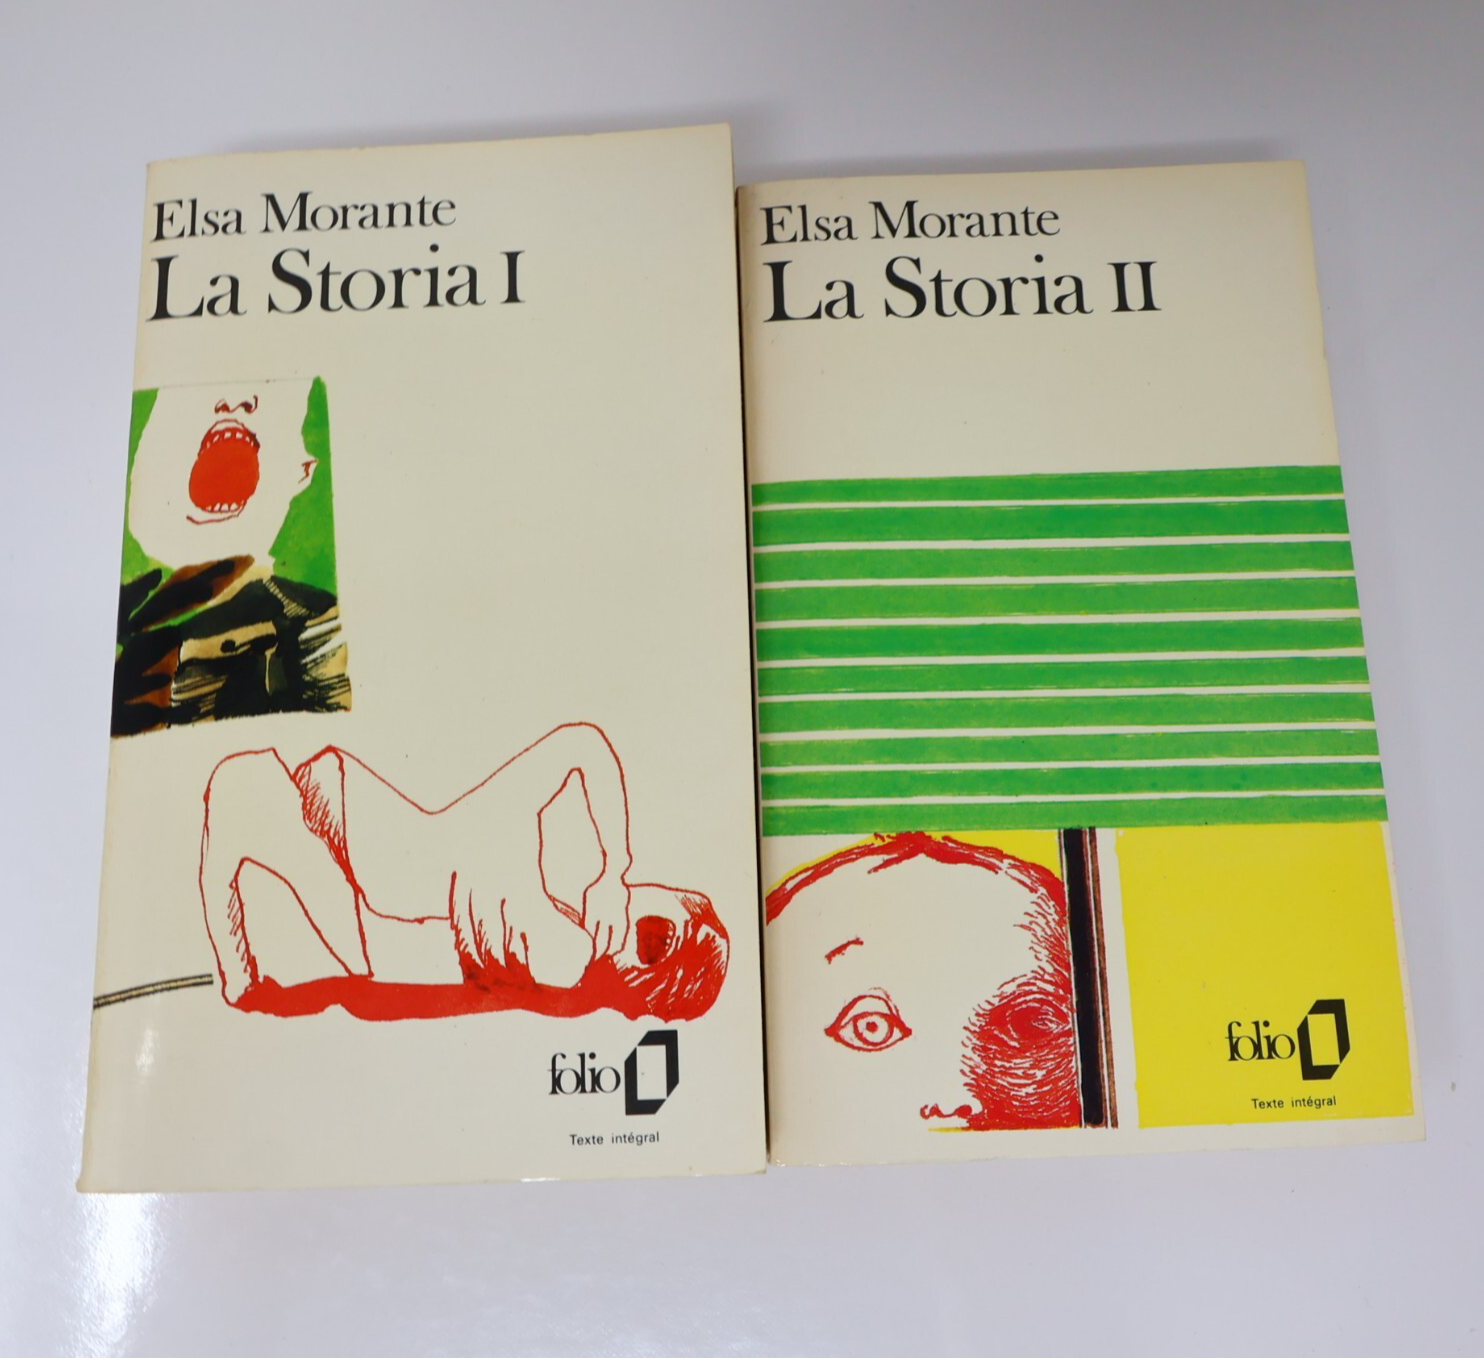 Elsa Morante
La Storia I
folio
Texte intégral
Elsa Morante
La Storia II
folio
Texte intégral